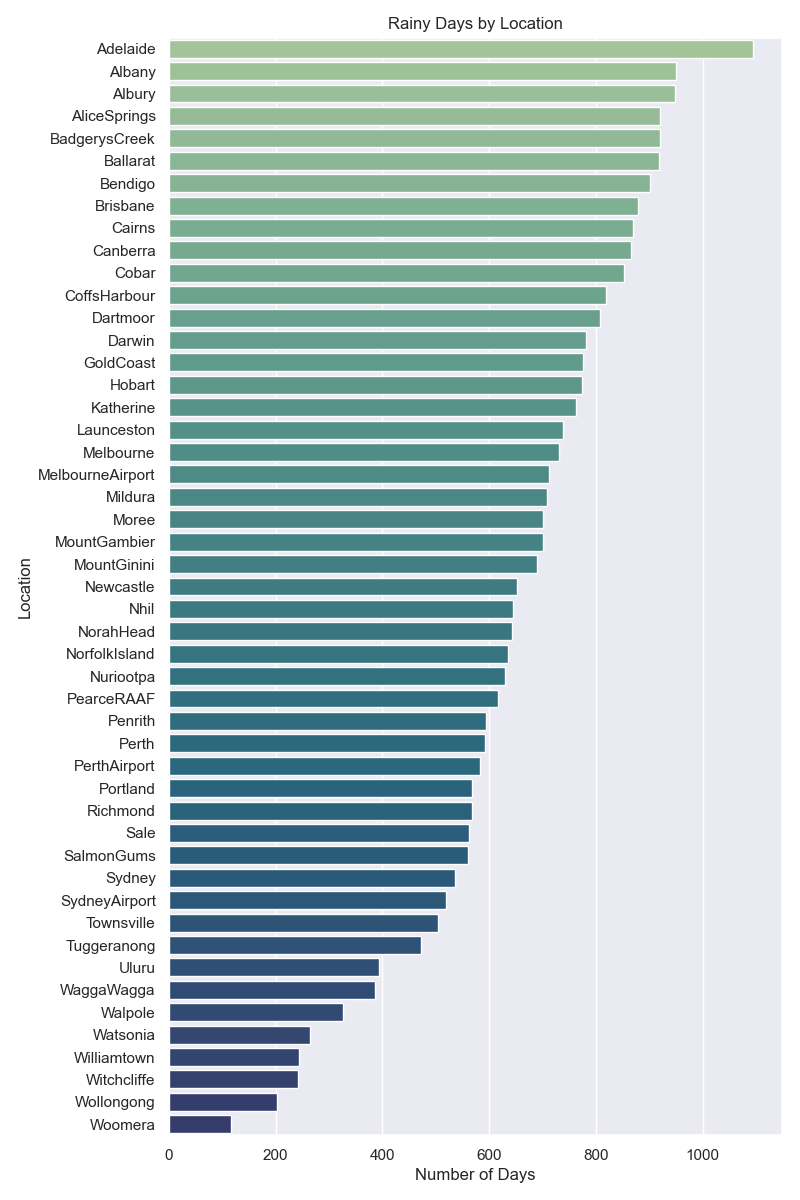 Rainy Days by Location
Adelaide
Albany
Albury
AliceSprings
BadgerysCreek
Ballarat
Bendigo
Brisbane
Cairns
Canberra
Cobar
CoffsHarbour
Dartmoor
Darwin
GoldCoast
Hobart
Katherine
Launceston
Melbourne
MelbourneAirport
Mildura
Moree
MountGambier
MountGinini
Newcastle
Nhil
NorahHead
NorfolkIsland
Nuriootpa
PearceRAAF
Penrith
Perth
PerthAirport
Portland
Richmond
Sale
SalmonGums
Sydney
SydneyAirport
Townsville
Tuggeranong
Uluru
WaggaWagga
Walpole
Watsonia
Williamtown
Witchcliffe
Wollongong
Woomera
Location
0 200 400 600 800 1000
Number of Days